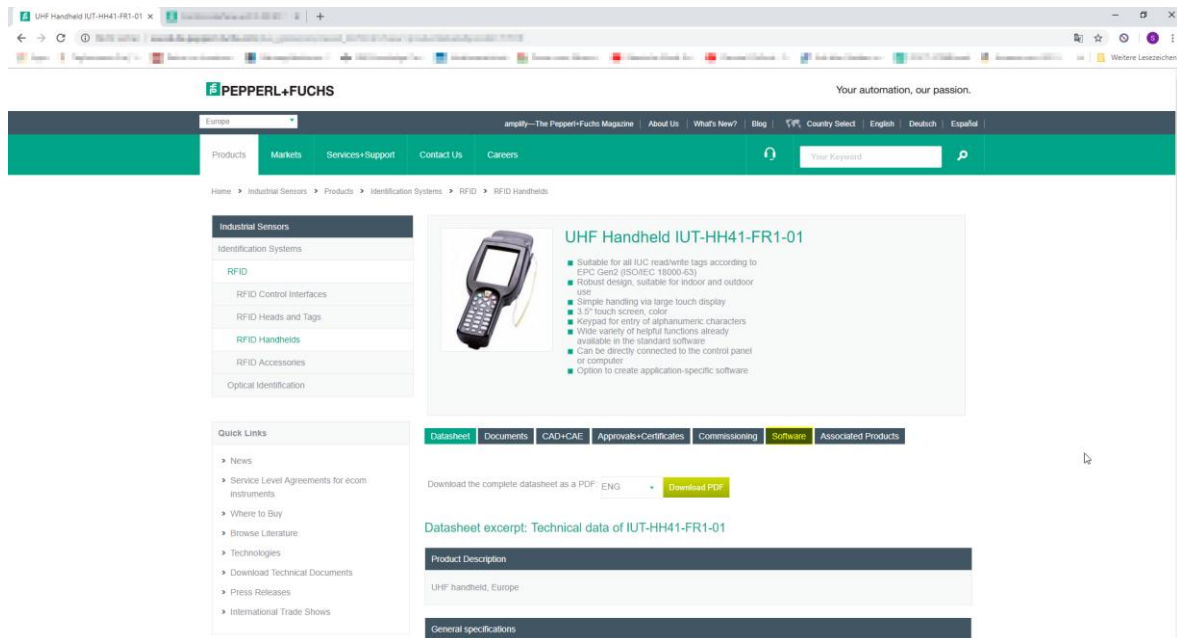 UHF Handheld IUT-HH41-FR1-01
Weitere Lesezeichen
PEPPERL+FUCHS
Your automation, our passion.
Europe
amplify—The Pepperl+Fuchs Magazine | About Us | What's New? | Blog | Country Select | English | Deutsch | Español
Products Markets Services+Support Contact Us Careers
Your Keyword
Home > Industrial Sensors > Products > Identification Systems > RFID > RFID Handhelds
Industrial Sensors
Identification Systems
RFID
RFID Control Interfaces
RFID Heads and Tags
RFID Handhelds
RFID Accessories
Optical Identification
UHF Handheld IUT-HH41-FR1-01
Suitable for all IUC read/write tags according to
EPC Gen2 (ISO/IEC 18000-63)
Robust design, suitable for indoor and outdoor
use
Simple handling via large touch display
3.5" touch screen, color
Keypad for entry of alphanumeric characters
Wide variety of helpful functions already
available in the standard software
Can be directly connected to the control panel
or computer
Option to create application-specific software
Quick Links
> News
> Service Level Agreements for ecom
instruments
> Where to Buy
> Browse Literature
> Technologies
> Download Technical Documents
> Press Releases
> International Trade Shows
Datasheet Documents CAD+CAE Approvals+Certificates Commissioning Software Associated Products
Download the complete datasheet as a PDF: ENG Download PDF
Datasheet excerpt: Technical data of IUT-HH41-FR1-01
Product Description
UHF handheld, Europe
General specifications